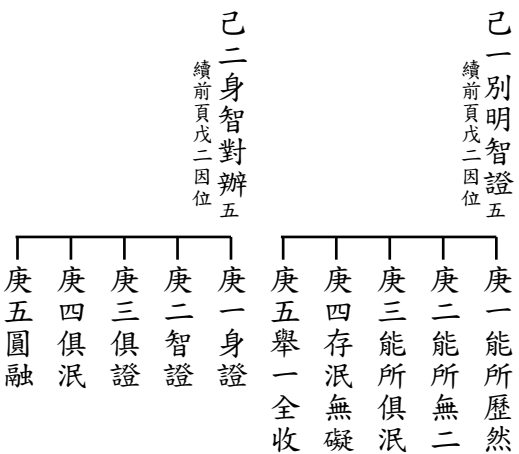 己一別明智證五
續前頁戊二因位
庚一能所歷然
庚二能所無二
庚三能所俱泯
庚四存泯無礙
庚五舉一全收
己二身智對辦五
續前頁戊二因位
庚一身證
庚二智證
庚三俱證
庚四俱泯
庚五圓融